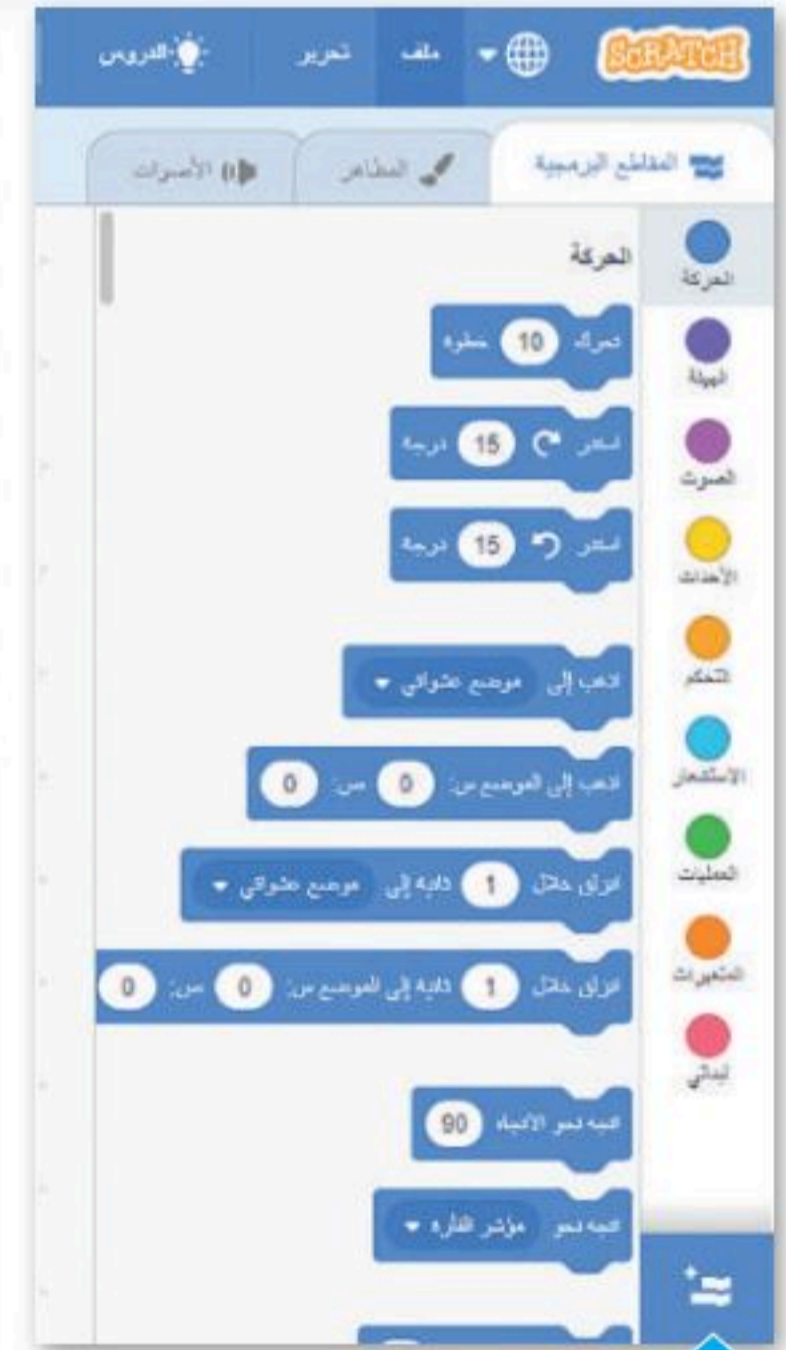 SCRATCH ملف تحرير الدروس
المقاطع البرمجية المظاهر الأصوات
الحركة
الهيئة
الصوت
الأحداث
التحكم
الاستشعار
العمليات
المتغيرات
لبناتي
الحركة
تحرك 10 خطوة
استدر 15 درجة
استدر 15 درجة
اذهب إلى موضع عشوائي
اذهب إلى الموضع س: 0 ص: 0
انزلق خلال 1 ثانية إلى موضع عشوائي
انزلق خلال 1 ثانية إلى الموضع س: 0 ص: 0
اتجه نحو الاتجاه 90
اتجه نحو مؤشر الفأرة